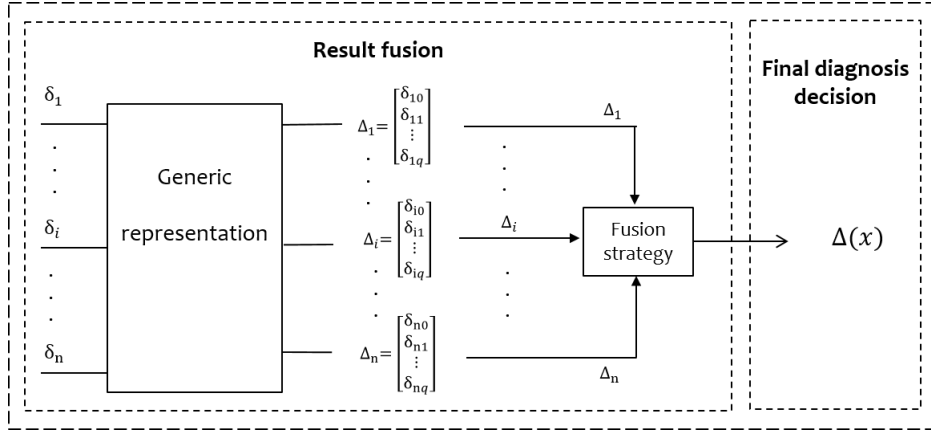 Result fusion
Final diagnosis
decision
δ₁
Generic
representation
Δ₁=[δ₁₀ δ₁₁ ⋮ δ₁q]
Δ₁
δᵢ
Δᵢ=[δᵢ₀ δᵢ₁ ⋮ δᵢq]
Δᵢ
Fusion
strategy
Δ(x)
δₙ
Δₙ=[δₙ₀ δₙ₁ ⋮ δₙq]
Δₙ